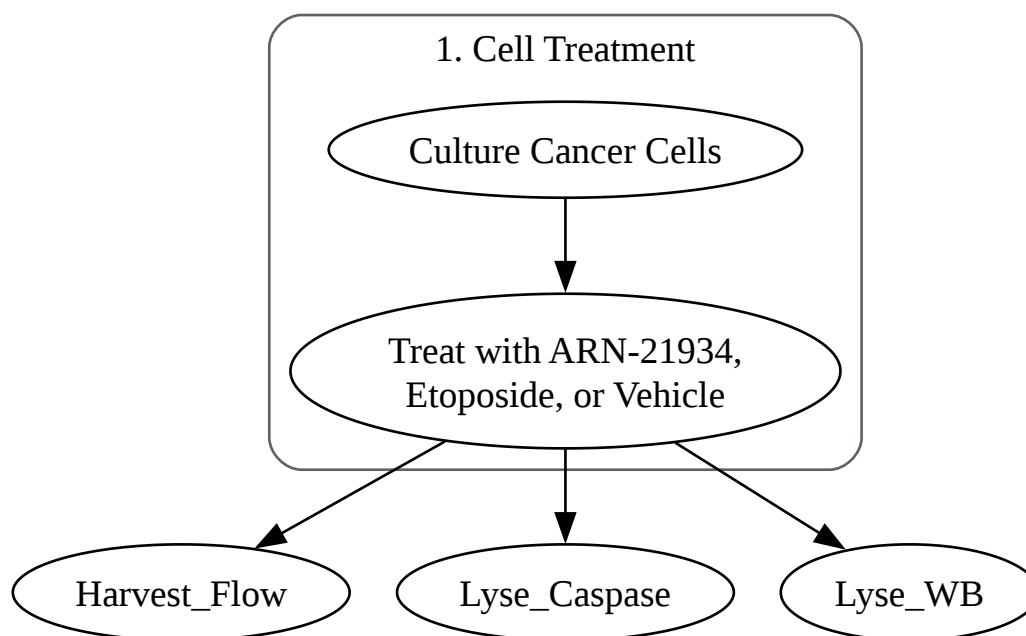 1. Cell Treatment
Culture Cancer Cells
Treat with ARN-21934,
Etoposide, or Vehicle
Harvest_Flow
Lyse_Caspase
Lyse_WB